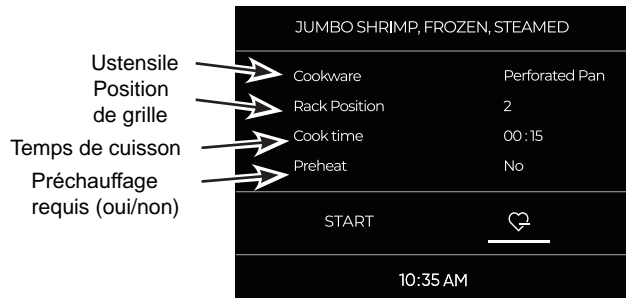 JUMBO SHRIMP, FROZEN, STEAMED
Ustensile
Cookware Perforated Pan
Position
de grille
Rack Position 2
Temps de cuisson
Cook time 00:15
Préchauffage
requis (oui/non)
Preheat No
START
10:35 AM